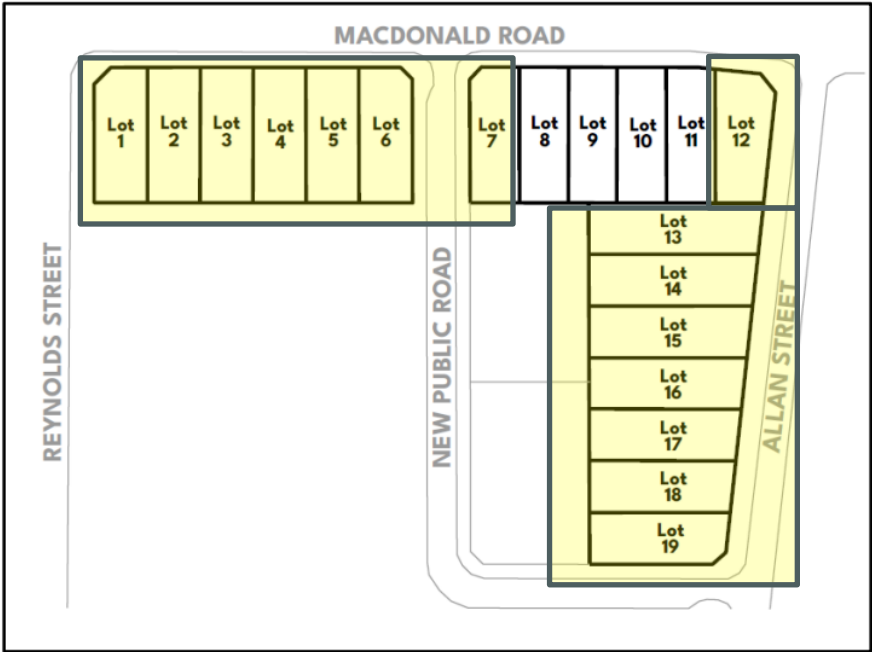 MACDONALD ROAD
Lot
1
Lot
2
Lot
3
Lot
4
Lot
5
Lot
6
Lot
7
Lot
8
Lot
9
Lot
10
Lot
11
Lot
12
Lot
13
Lot
14
Lot
15
Lot
16
Lot
17
Lot
18
Lot
19
REYNOLDS STREET
NEW PUBLIC ROAD
ALLAN STREET